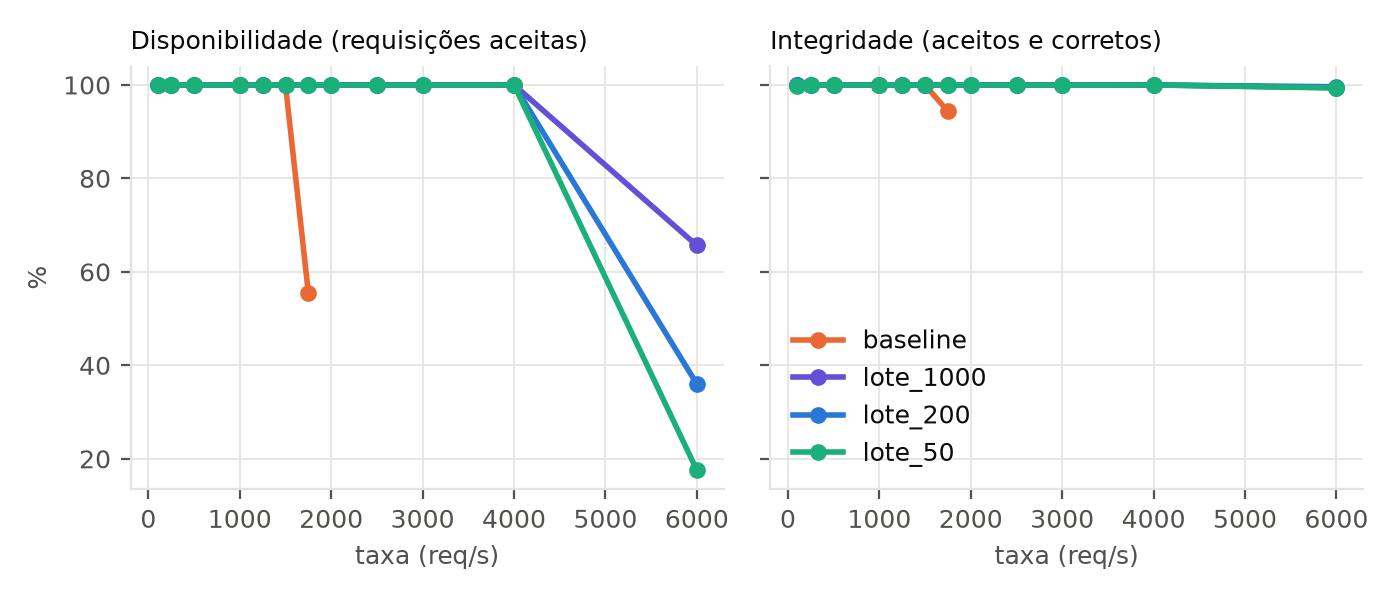 Disponibilidade (requisições aceitas)
100
80
60
40
20
%
0 1000 2000 3000 4000 5000 6000
taxa (req/s)
Integridade (aceitos e corretos)
baseline
lote_1000
lote_200
lote_50
0 1000 2000 3000 4000 5000 6000
taxa (req/s)